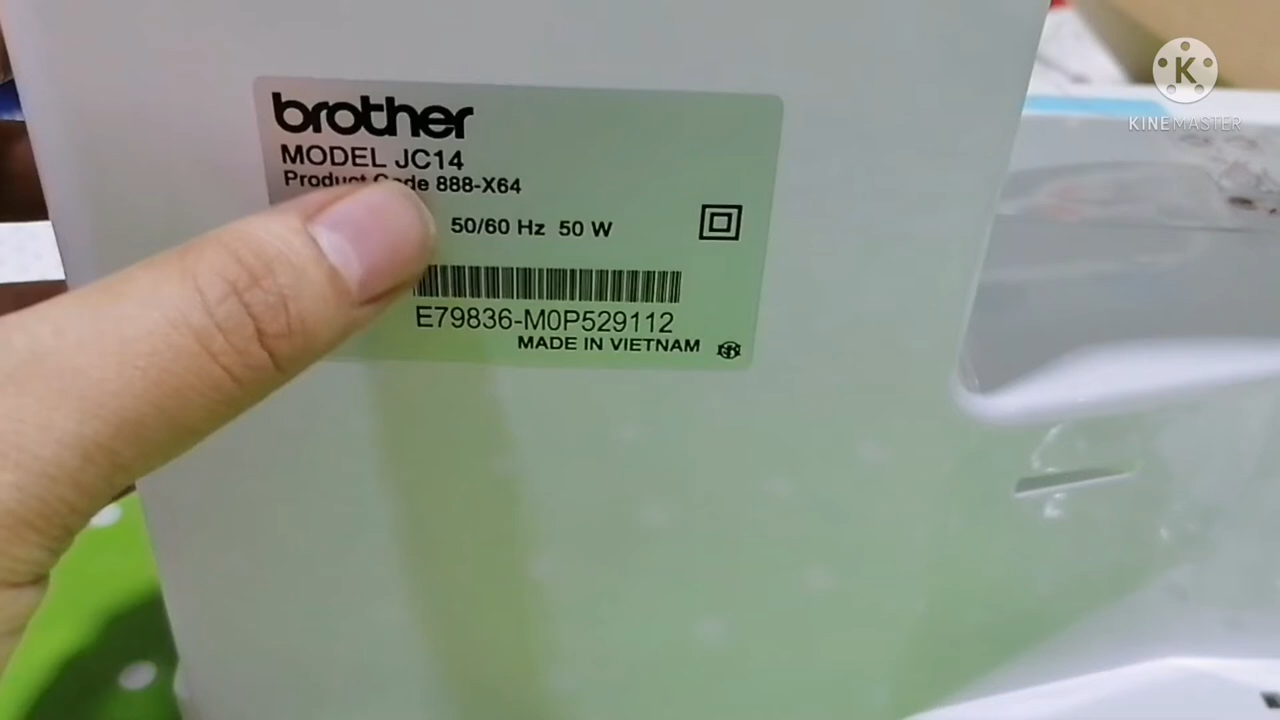 brother
MODEL JC14
Product Code 888-X64
50/60 Hz 50 W
E79836-M0P529112
MADE IN VIETNAM
K
KINEMASTER